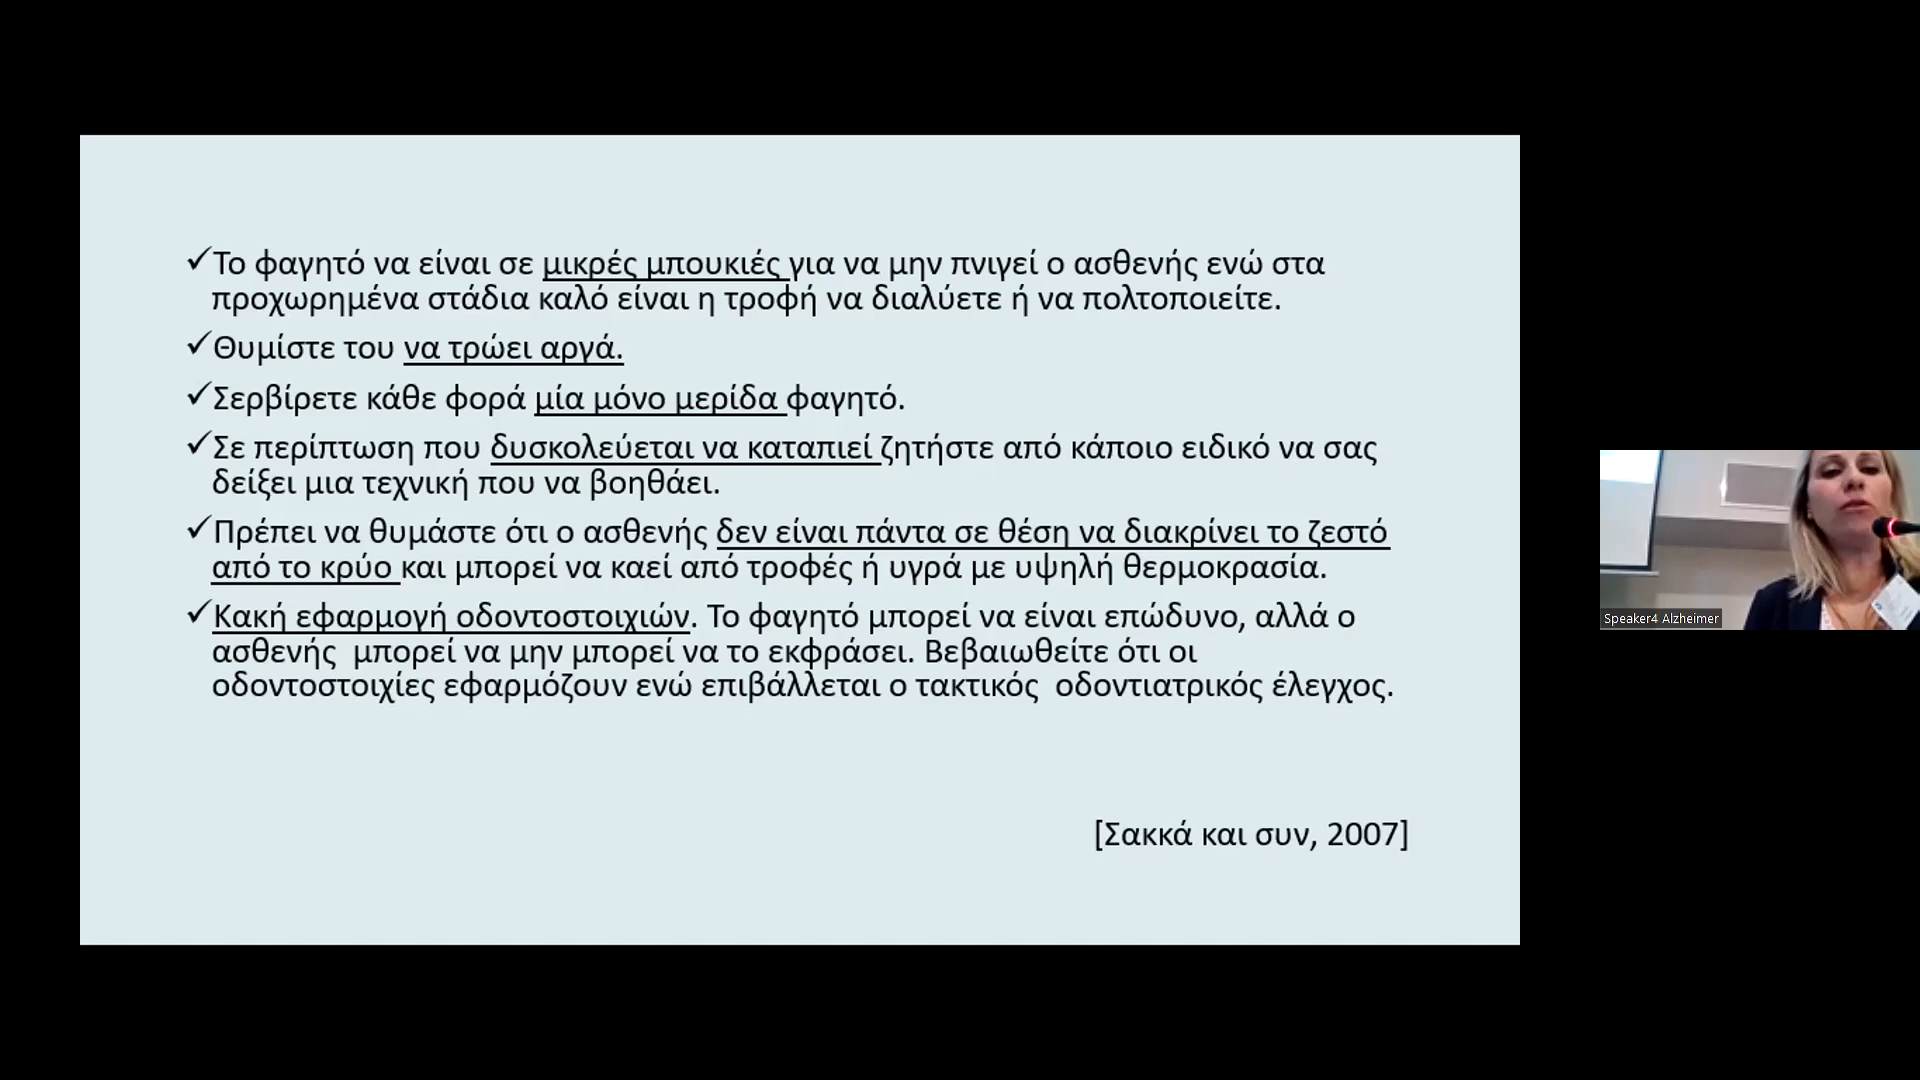 ✓Το φαγητό να είναι σε μικρές μπουκιές για να μην πνιγεί ο ασθενής ενώ στα
προχωρημένα στάδια καλό είναι η τροφή να διαλύετε ή να πολτοποιείτε.
✓Θυμίστε του να τρώει αργά.
✓Σερβίρετε κάθε φορά μία μόνο μερίδα φαγητό.
✓Σε περίπτωση που δυσκολεύεται να καταπιεί ζητήστε από κάποιο ειδικό να σας
δείξει μια τεχνική που να βοηθάει.
✓Πρέπει να θυμάστε ότι ο ασθενής δεν είναι πάντα σε θέση να διακρίνει το ζεστό
από το κρύο και μπορεί να καεί από τροφές ή υγρά με υψηλή θερμοκρασία.
✓Κακή εφαρμογή οδοντοστοιχιών. Το φαγητό μπορεί να είναι επώδυνο, αλλά ο
ασθενής  μπορεί να μην μπορεί να το εκφράσει. Βεβαιωθείτε ότι οι
οδοντοστοιχίες εφαρμόζουν ενώ επιβάλλεται ο τακτικός  οδοντιατρικός έλεγχος.
[Σακκά και συν, 2007]
Speaker4 Alzheimer